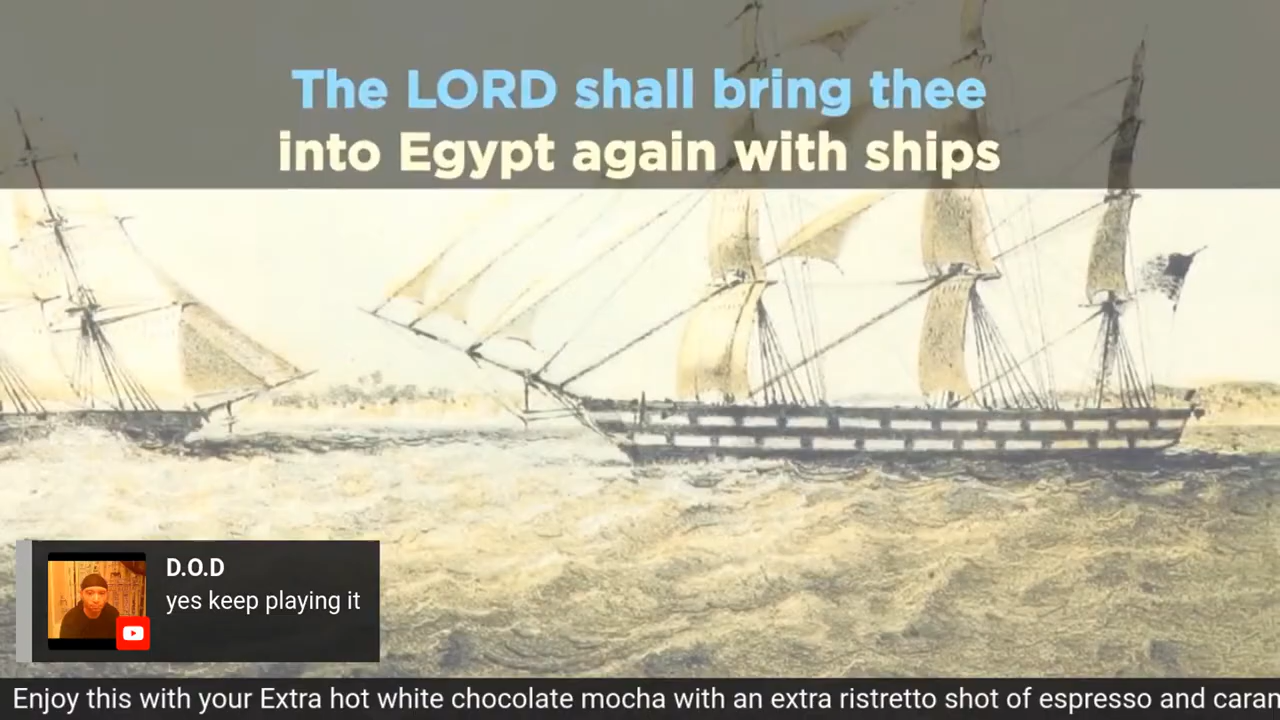 The LORD shall bring thee
into Egypt again with ships
D.O.D
yes keep playing it
Enjoy this with your Extra hot white chocolate mocha with an extra ristretto shot of espresso and